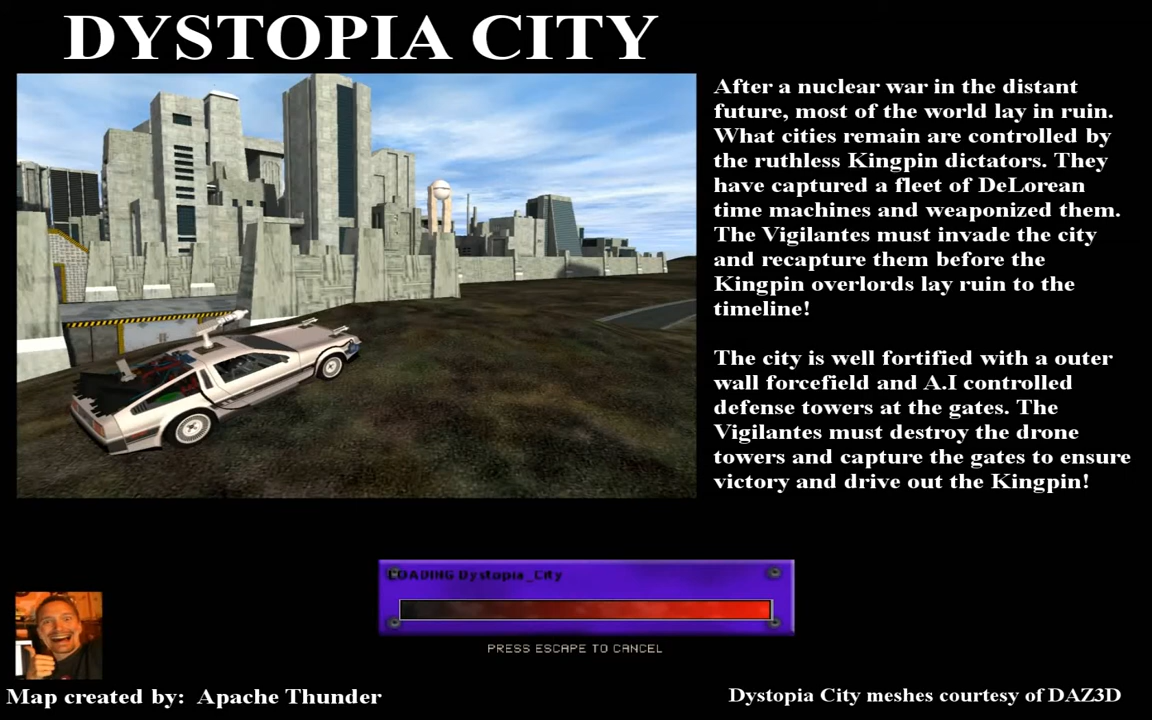 DYSTOPIA CITY
After a nuclear war in the distant
future, most of the world lay in ruin.
What cities remain are controlled by
the ruthless Kingpin dictators. They
have captured a fleet of DeLorean
time machines and weaponized them.
The Vigilantes must invade the city
and recapture them before the
Kingpin overlords lay ruin to the
timeline!
The city is well fortified with a outer
wall forcefield and A.I controlled
defense towers at the gates. The
Vigilantes must destroy the drone
towers and capture the gates to ensure
victory and drive out the Kingpin!
LOADING Dystopia_City
PRESS ESCAPE TO CANCEL
Map created by: Apache Thunder
Dystopia City meshes courtesy of DAZ3D